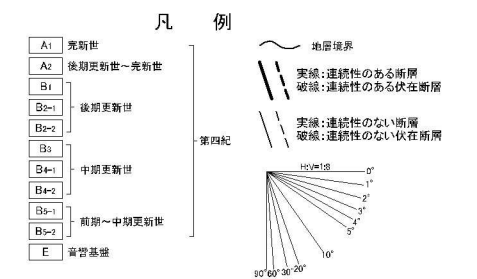 凡 例
A1 完新世
A2 後期更新世～完新世
B1
B2-1 後期更新世
B2-2
B3
B4-1 中期更新世
B4-2
B5-1 前期～中期更新世
B5-2
E 音響基盤
第四紀
地層境界
実線：連続性のある断層
破線：連続性のある伏在断層
実線：連続性のない断層
破線：連続性のない伏在断層
H:V=1:8
0°
1°
2°
3°
4°
5°
10°
20°
30°
60°
90°